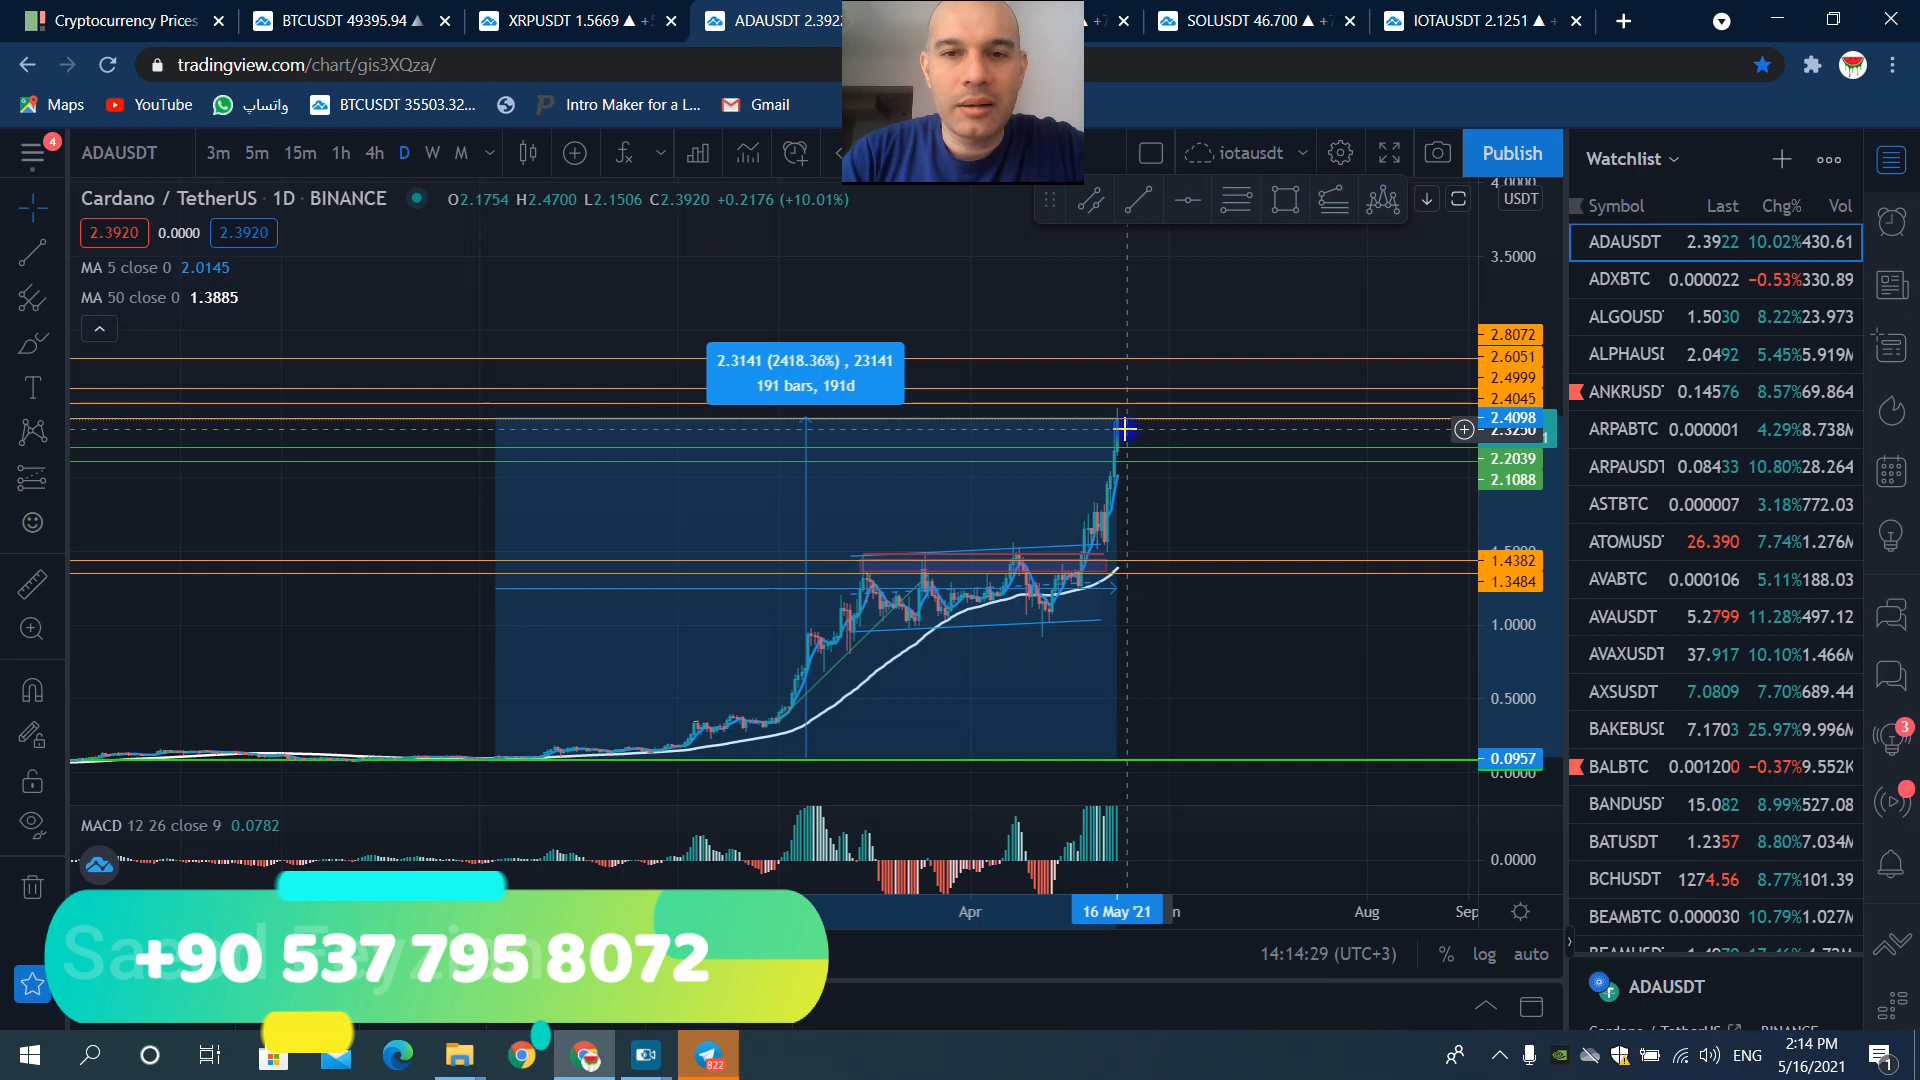 Cryptocurrency Prices
BTCUSDT 49395.94 ▲
XRPUSDT 1.5669 ▲ +
ADAUSDT 2.392
+7
SOLUSDT 46.700 ▲ +7
IOTAUSDT 2.1251 ▲ +
tradingview.com/chart/gis3XQza/
Maps
YouTube
واتساپ
BTCUSDT 35503.32...
Intro Maker for a L...
Gmail
4
ADAUSDT
3m 5m 15m 1h 4h D W M
iotausdt
Publish
Watchlist
Cardano / TetherUS · 1D · BINANCE
O2.1754 H2.4700 L2.1506 C2.3920 +0.2176 (+10.01%)
2.3920 0.0000 2.3920
MA 5 close 0 2.0145
MA 50 close 0 1.3885
4.0000
USDT
3.5000
2.8072
2.6051
2.4999
2.4045
2.4098
2.3250
2.2039
2.1088
1.4382
1.3484
1.0000
0.5000
0.0957
0.0000
2.3141 (2418.36%) , 23141
191 bars, 191d
MACD 12 26 close 9 0.0782
0.0000
Apr
16 May '21
Aug
Sep
14:14:29 (UTC+3)
% log auto
Symbol Last Chg% Vol
ADAUSDT 2.3922 10.02% 430.61
ADXBTC 0.000022 −0.53% 330.89
ALGOUSD 1.5030 8.22% 23.973
ALPHAUSI 2.0492 5.45% 5.919M
ANKRUSD 0.14576 8.57% 69.864
ARPABTC 0.000001 4.29% 8.738M
ARPAUSDT 0.08433 10.80% 28.264
ASTBTC 0.000007 3.18% 772.03
ATOMUSD 26.390 7.74% 1.276M
AVABTC 0.000106 5.11% 188.03
AVAUSDT 5.2799 11.28% 497.12
AVAXUSDT 37.917 10.10% 1.466M
AXSUSDT 7.0809 7.70% 689.44
BAKEUSD 7.1703 25.97% 9.996M
BALBTC 0.001200 −0.37% 9.552K
BANDUSD 15.082 8.99% 527.08
BATUSDT 1.2357 8.80% 7.034M
BCHUSDT 1274.56 8.77% 101.39
BEAMBTC 0.000030 10.79% 1.027M
ADAUSDT
3
+90 537 795 8072
822
ENG
2:14 PM
5/16/2021
1